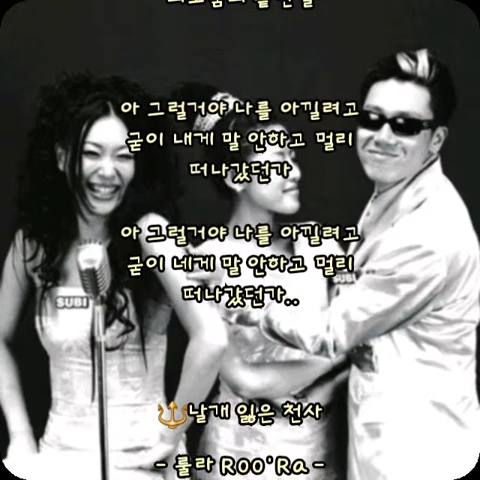 아 그럴거야 나를 아낄려고
굳이 내게 말 안하고 멀리
떠나갔던가
아 그럴거야 나를 아낄려고
굳이 네게 말 안하고 멀리
떠나갔던가..
SUBI
SUBI
🔱날개 잃은 천사
- 룰라 Roo'Ra -